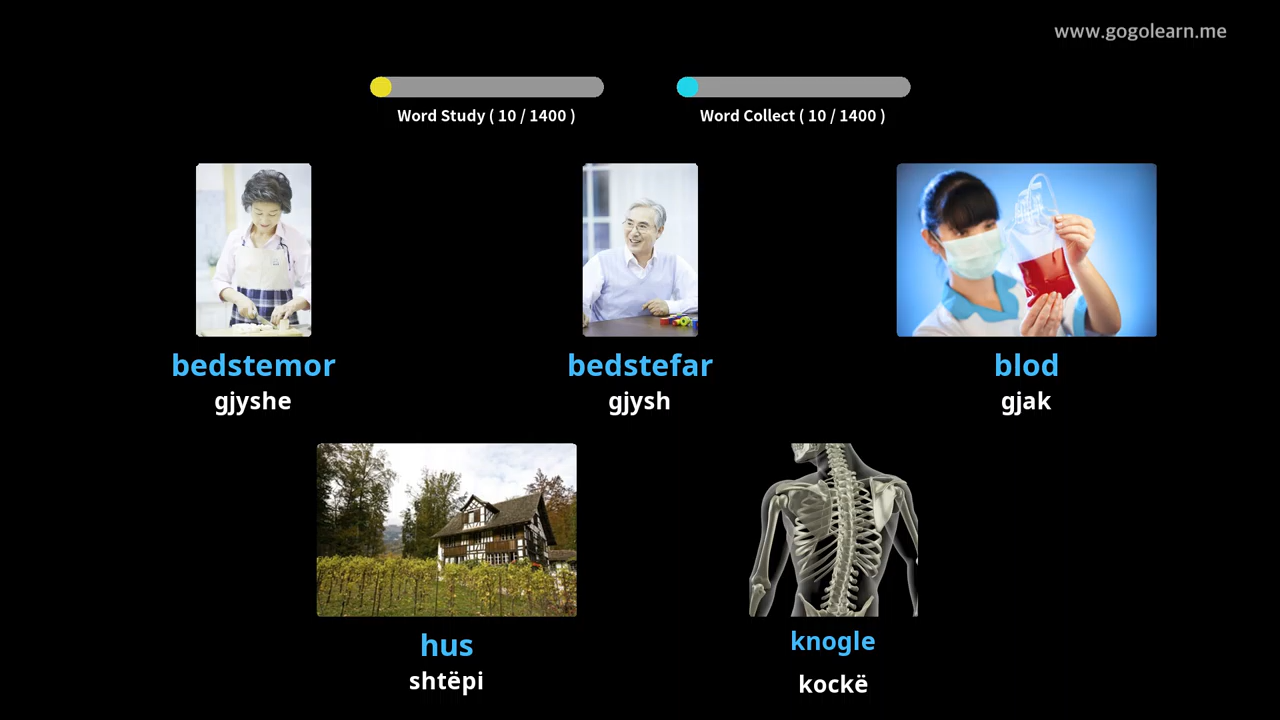 www.gogolearn.me
Word Study ( 10 / 1400 )
Word Collect ( 10 / 1400 )
bedstemor
gjyshe
bedstefar
gjysh
blod
gjak
hus
shtëpi
knogle
kockë